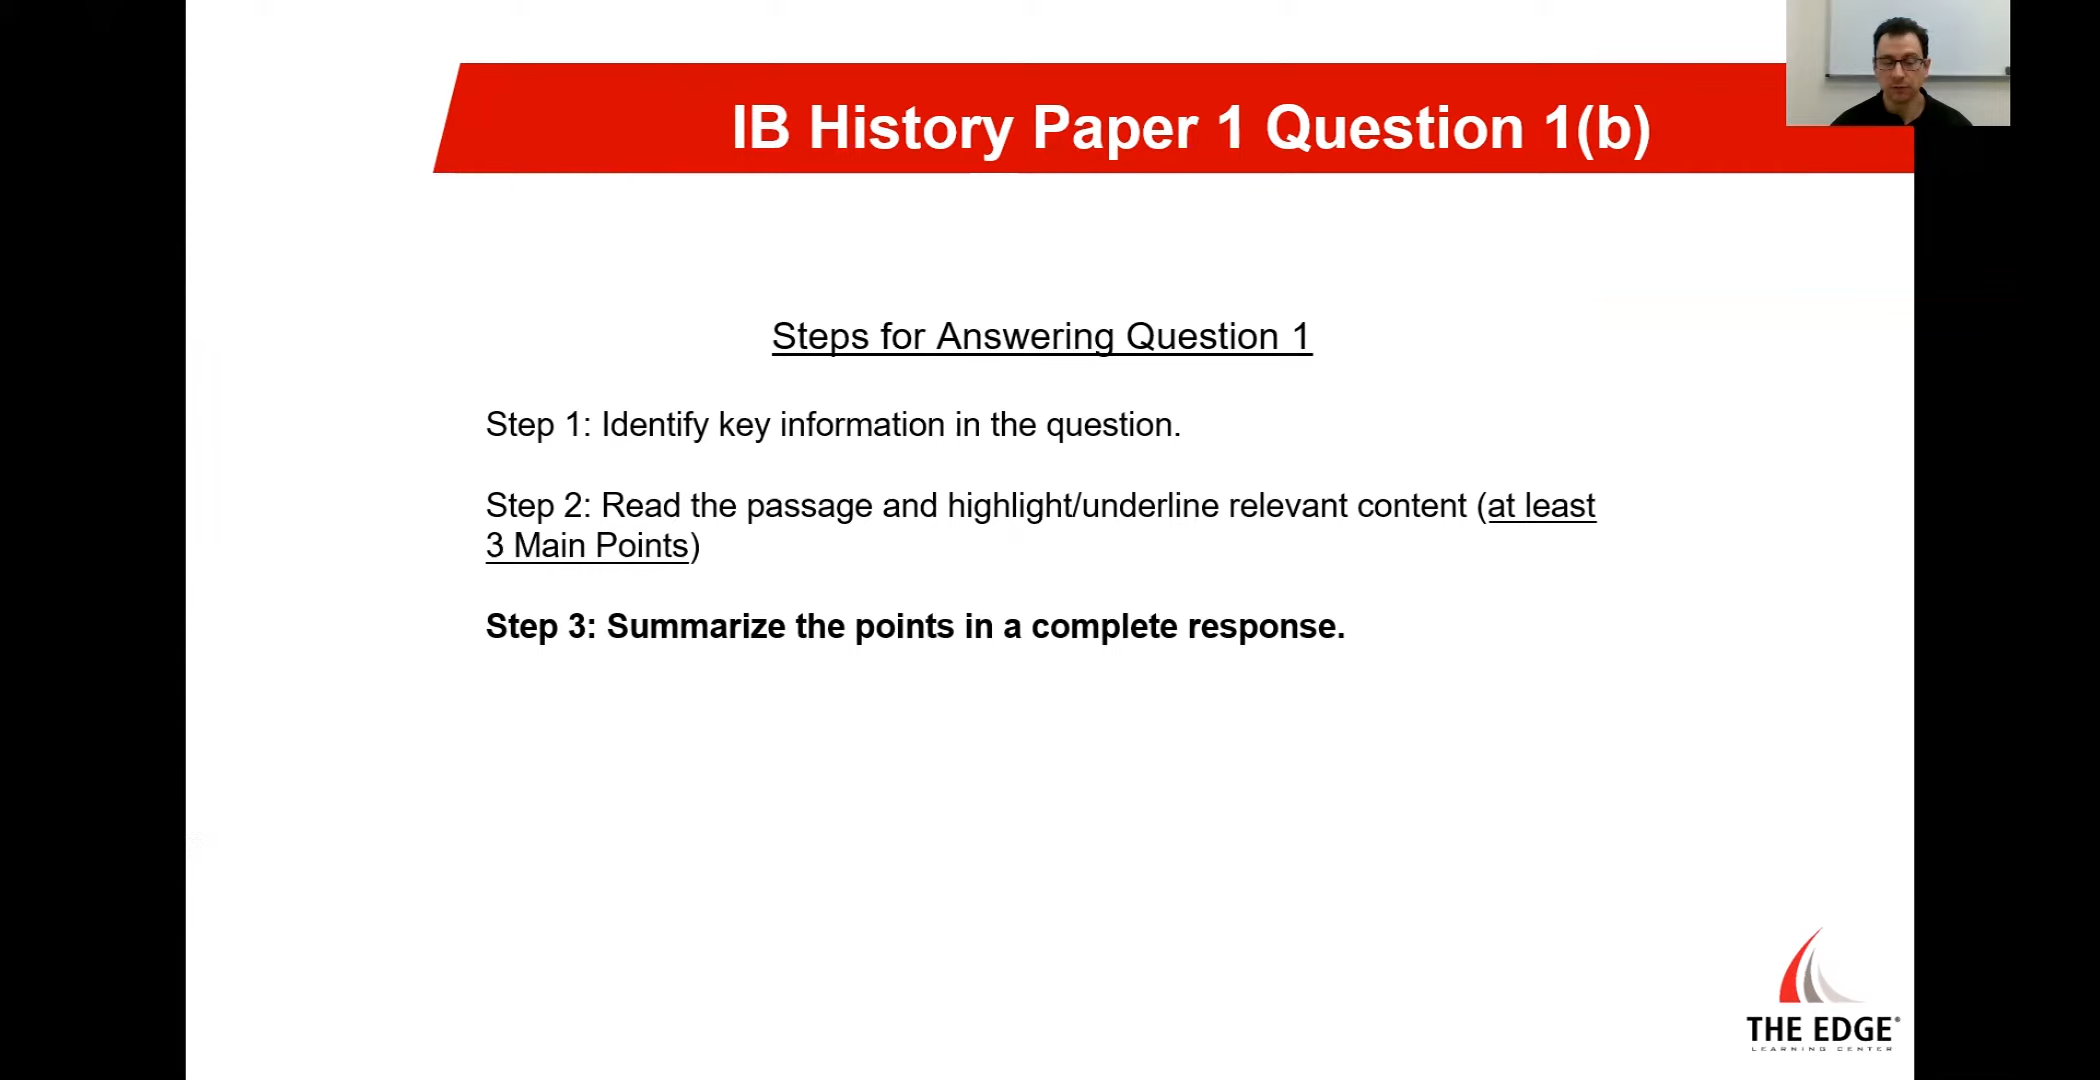 IB History Paper 1 Question 1(b)
Steps for Answering Question 1
Step 1: Identify key information in the question.
Step 2: Read the passage and highlight/underline relevant content (at least
3 Main Points)
Step 3: Summarize the points in a complete response.
THE EDGE®
LEARNING CENTER